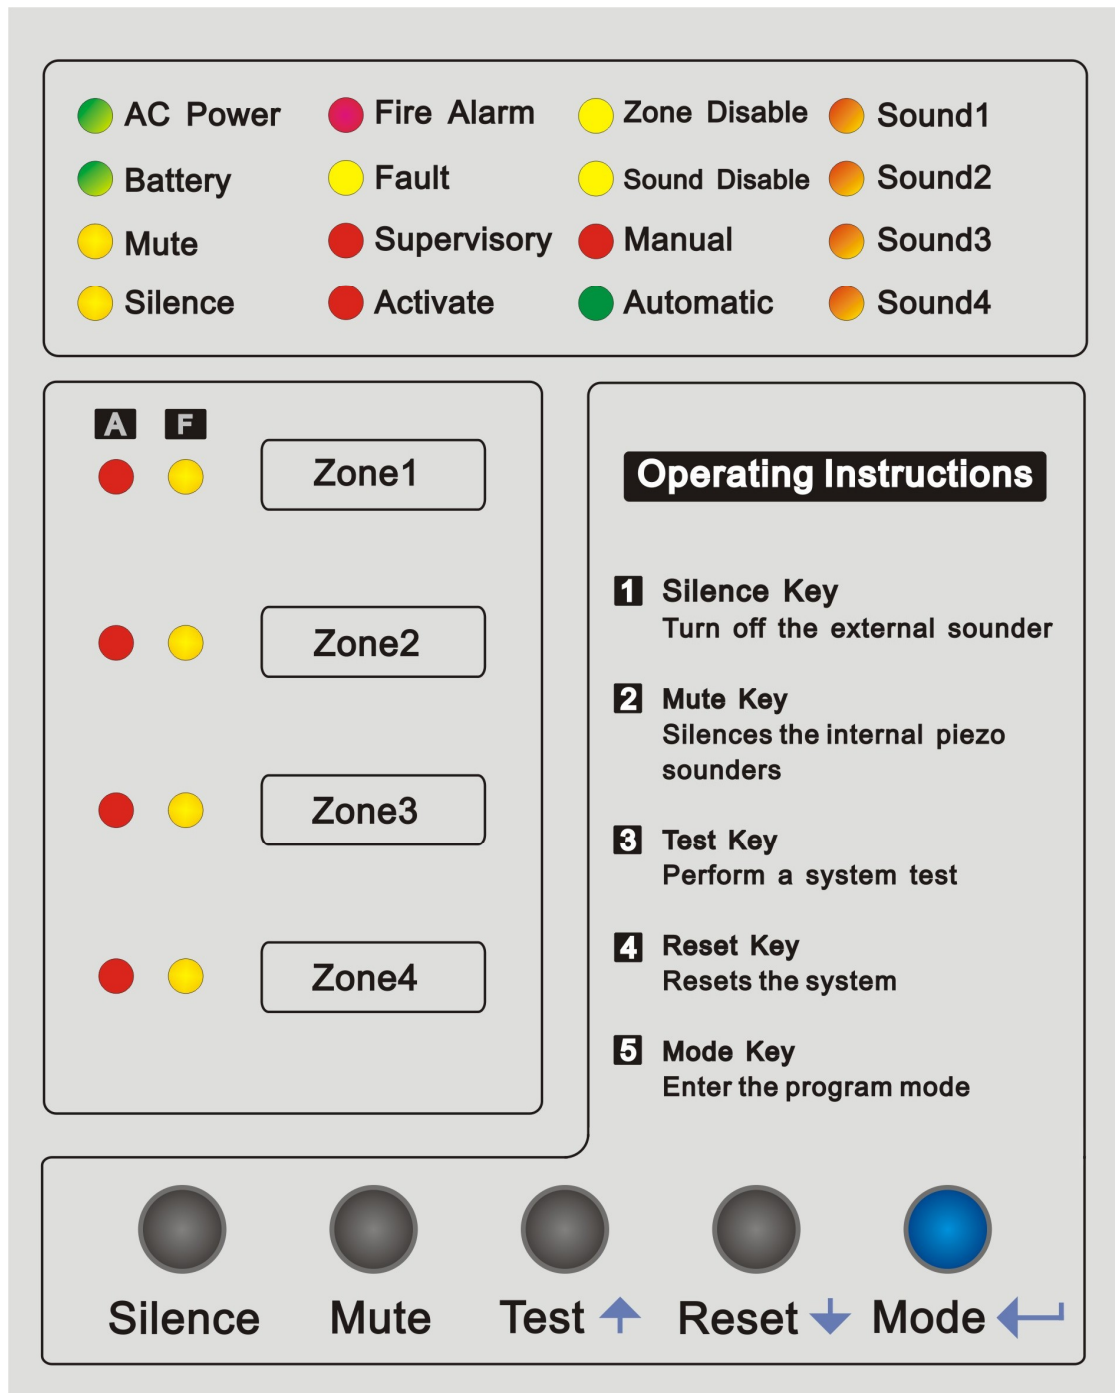 AC Power Fire Alarm Zone Disable Sound1
Battery Fault Sound Disable Sound2
Mute Supervisory Manual Sound3
Silence Activate Automatic Sound4
A F
Zone1
Zone2
Zone3
Zone4
Operating Instructions
1 Silence Key
Turn off the external sounder
2 Mute Key
Silences the internal piezo
sounders
3 Test Key
Perform a system test
4 Reset Key
Resets the system
5 Mode Key
Enter the program mode
Silence Mute Test Reset Mode